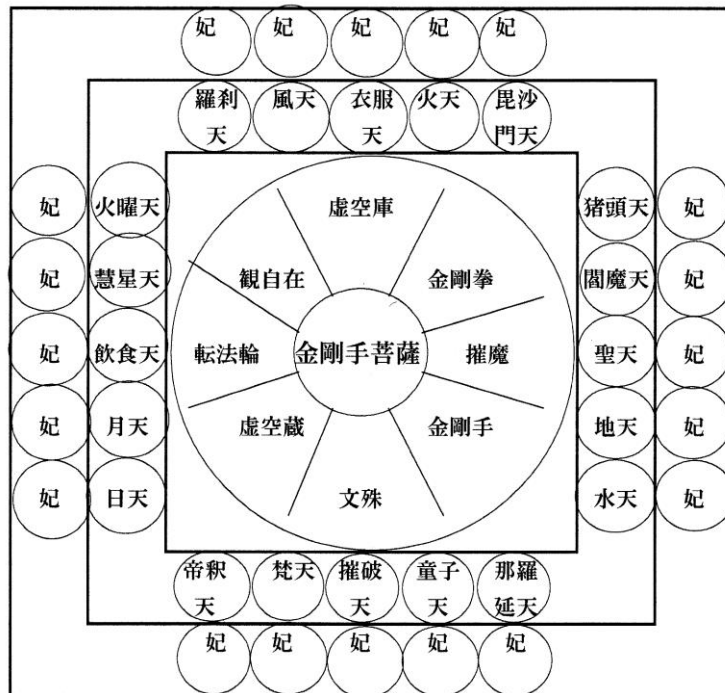 妃 妃 妃 妃 妃
羅刹天 風天 衣服天 火天 毘沙門天
虚空庫
妃 火曜天 猪頭天 妃
観自在 金剛拳
妃 慧星天 閻魔天 妃
妃 飲食天 転法輪 金剛手菩薩 摧魔 聖天 妃
妃 月天 虚空蔵 金剛手 地天 妃
妃 日天 文殊 水天 妃
帝釈天 梵天 摧破天 童子天 那羅延天
妃 妃 妃 妃 妃